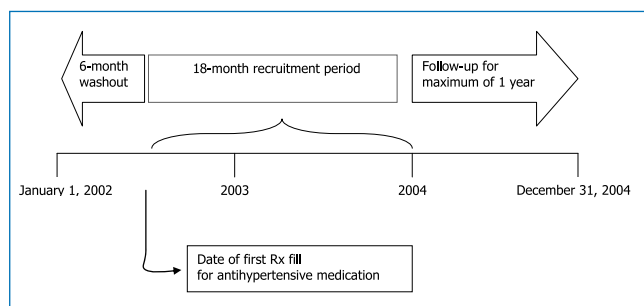 6-month
washout
18-month recruitment period
Follow-up for
maximum of 1 year
January 1, 2002
2003
2004
December 31, 2004
Date of first Rx fill
for antihypertensive medication